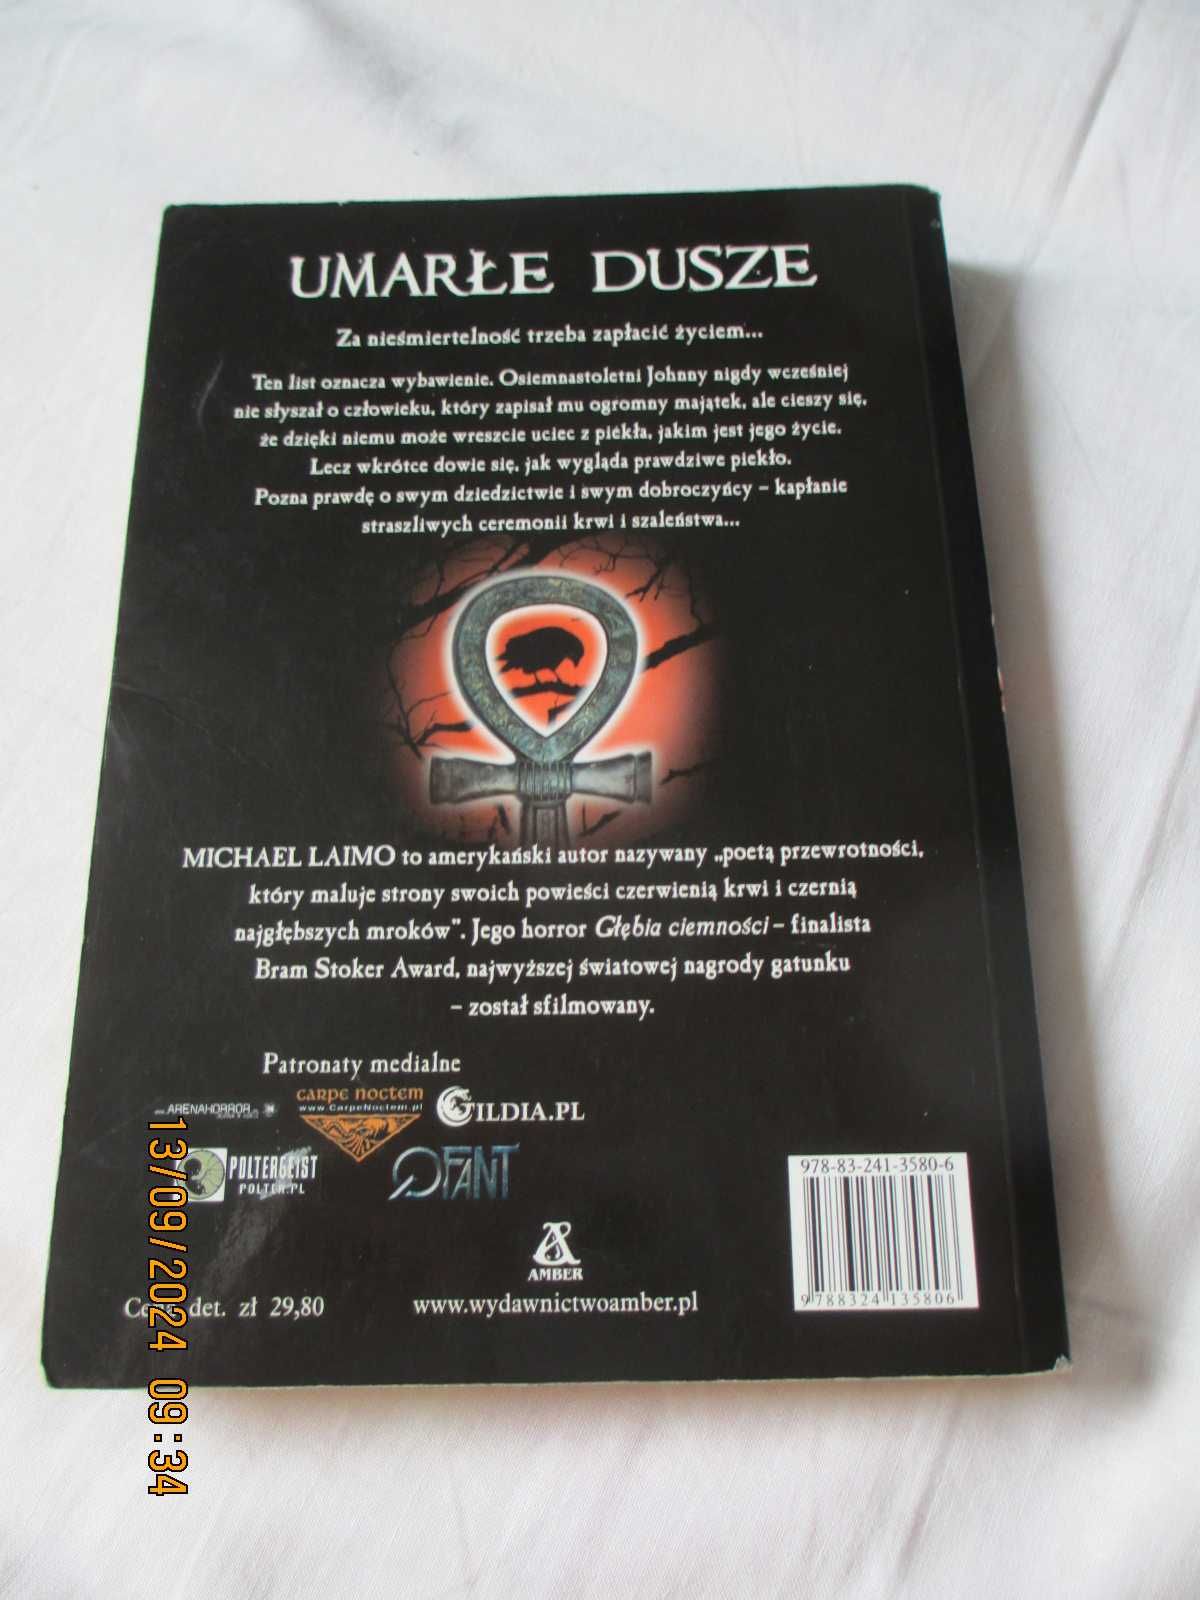 UMARŁE DUSZE
Za nieśmiertelność trzeba zapłacić życiem...
Ten list oznacza wybawienie. Osiemnastoletni Johnny nigdy wcześniej
nie słyszał o człowieku, który zapisał mu ogromny majątek, ale cieszy się,
że dzięki niemu może wreszcie uciec z piekła, jakim jest jego życie.
Lecz wkrótce dowie się, jak wygląda prawdziwe piekło.
Pozna prawdę o swym dziedzictwie i swym dobroczyńcy – kapłanie
straszliwych ceremonii krwi i szaleństwa...
MICHAEL LAIMO to amerykański autor nazywany „poetą przewrotności,
który maluje strony swoich powieści czerwienią krwi i czernią
najgłębszych mroków”. Jego horror Głębia ciemności – finalista
Bram Stoker Award, najwyższej światowej nagrody gatunku
– został sfilmowany.
Patronaty medialne
ARENAHORROR
CARPE NOCTEM
www.CarpeNoctem.pl
GILDIA.PL
POLTERGEIST
POLTER.PL
QFANT
978-83-241-3580-6
9 788324 135806
AMBER
Cena det. zł 29,80
www.wydawnictwoamber.pl
13/09/2024 09:34